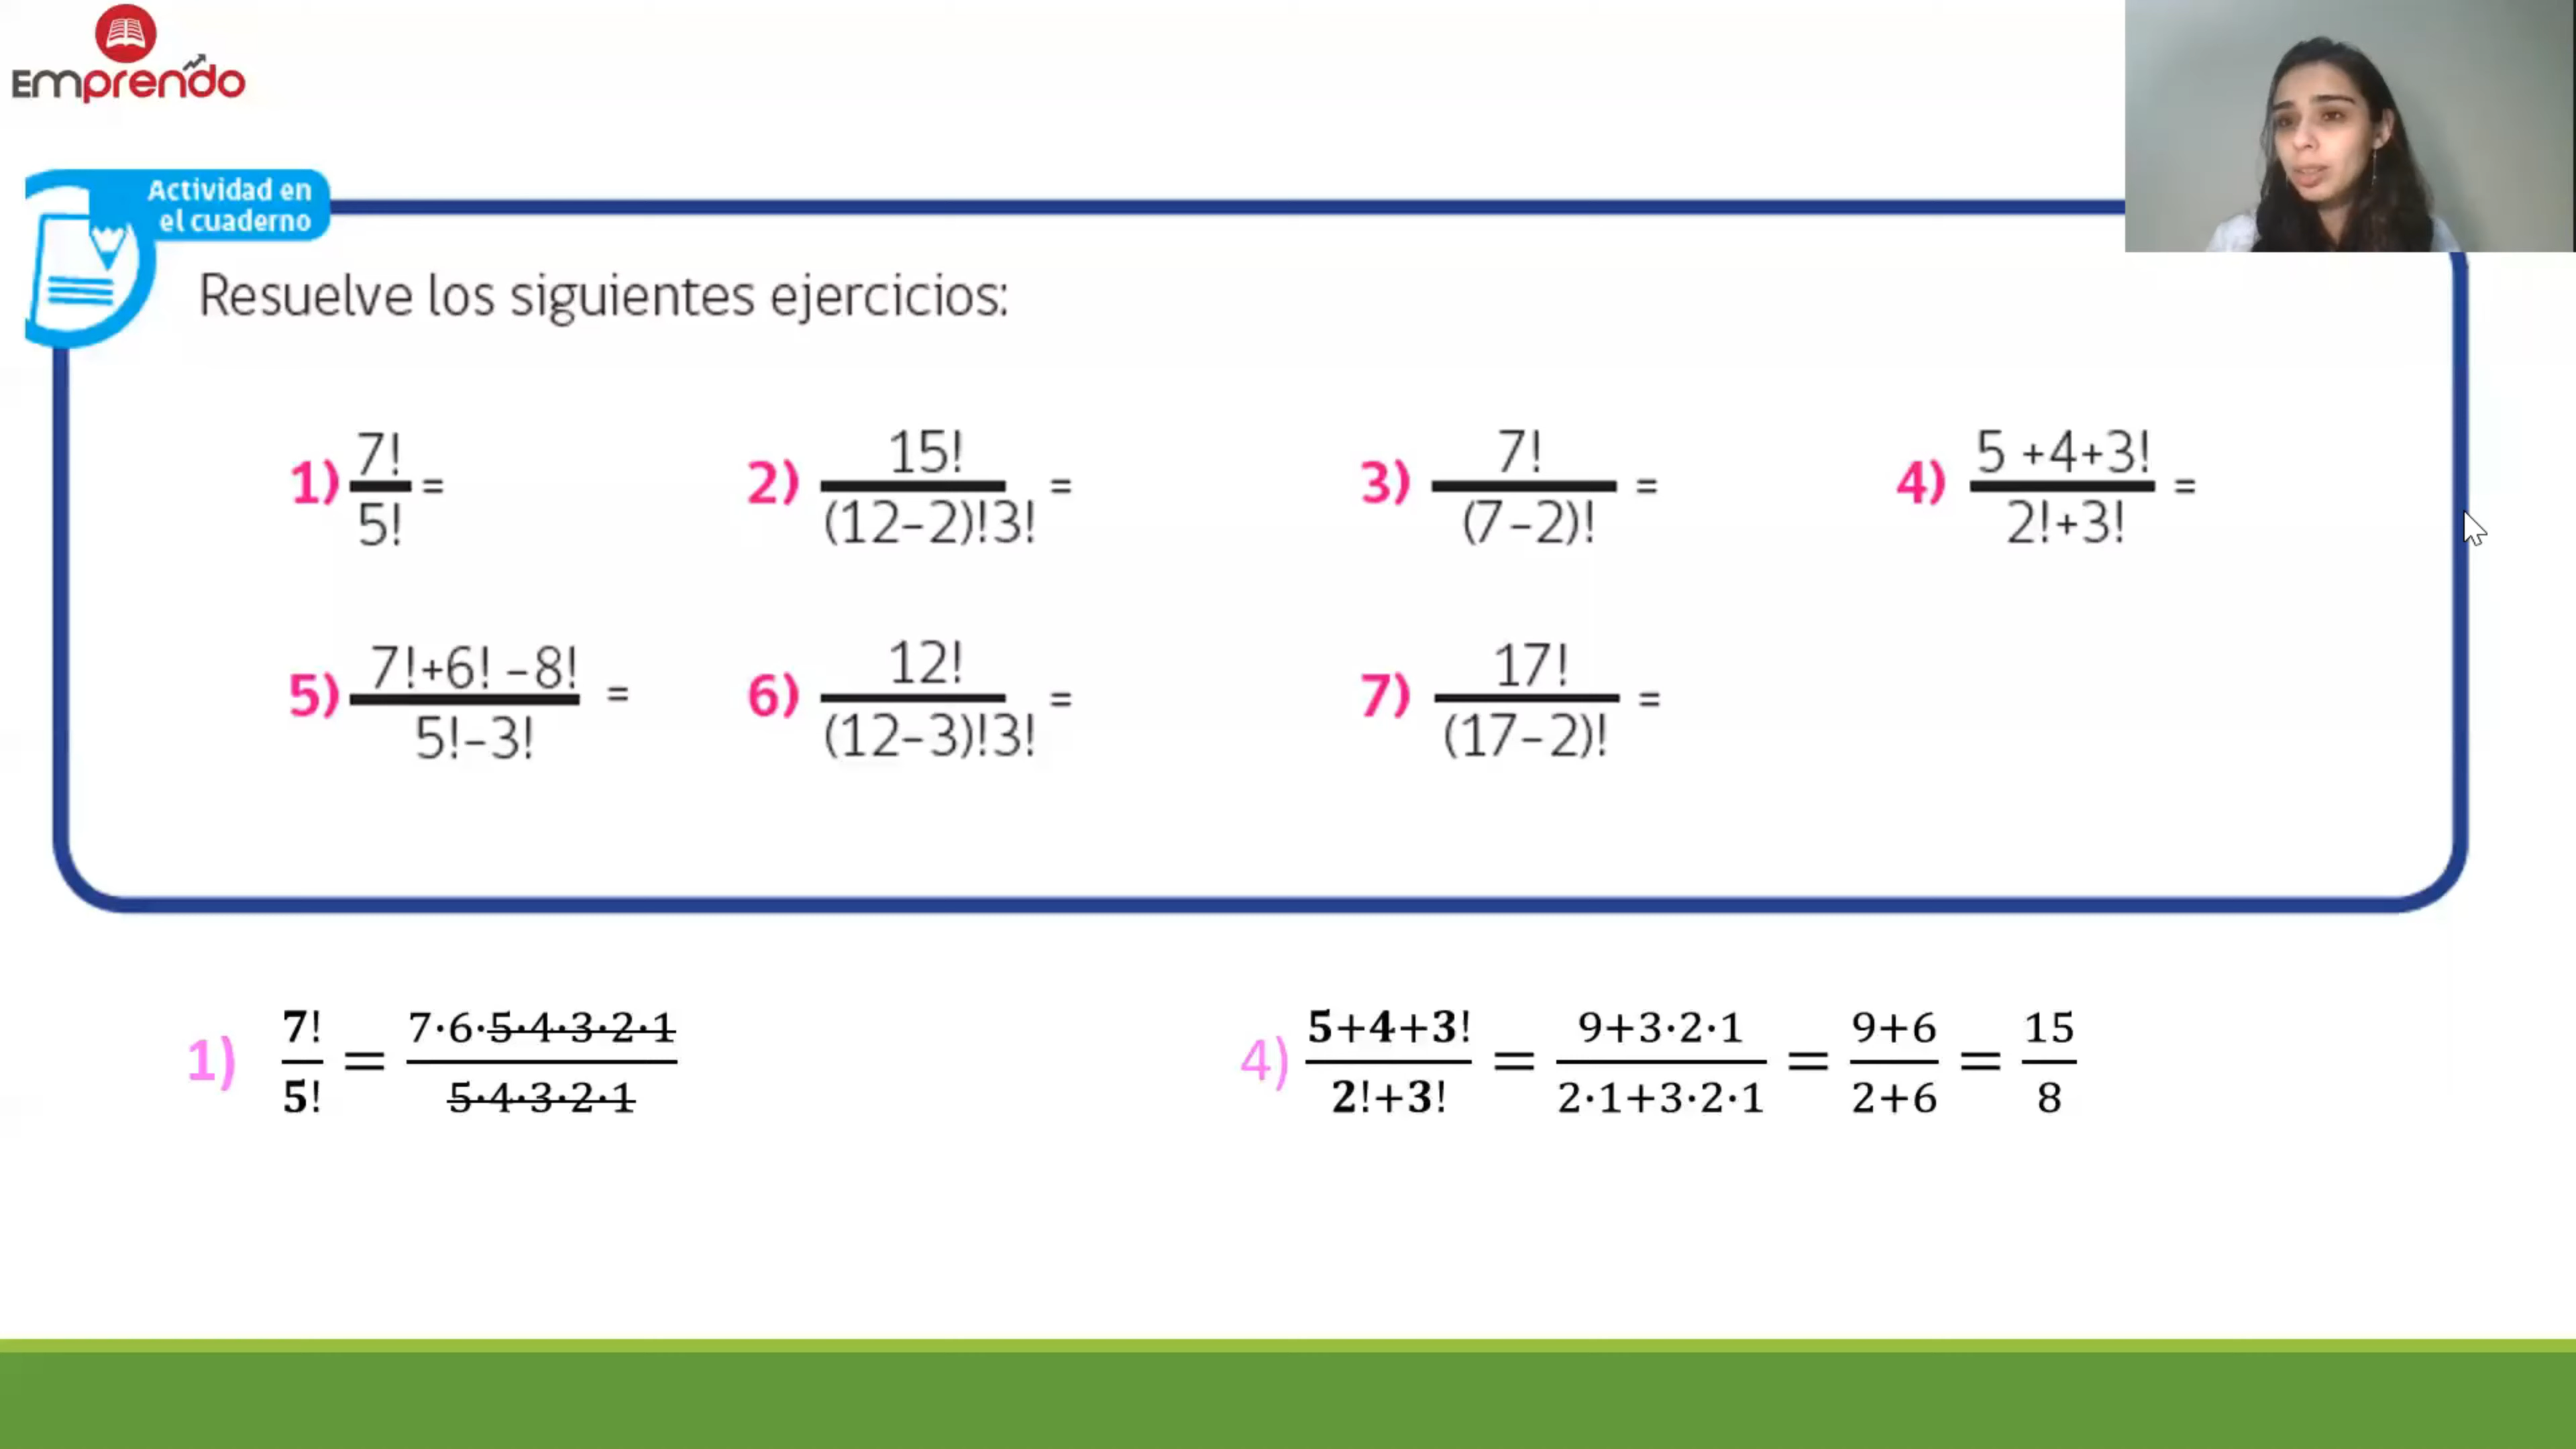 Emprendo
Actividad en
el cuaderno
Resuelve los siguientes ejercicios:
1) 7!/5! =
2) 15!/(12-2)!3! =
3) 7!/(7-2)! =
4) 5 +4+3!/2!+3! =
5) 7!+6! -8!/5!-3! =
6) 12!/(12-3)!3! =
7) 17!/(17-2)! =
1) 7!/5! = 7·6·5·4·3·2·1/5·4·3·2·1
4) 5+4+3!/2!+3! = 9+3·2·1/2·1+3·2·1 = 9+6/2+6 = 15/8